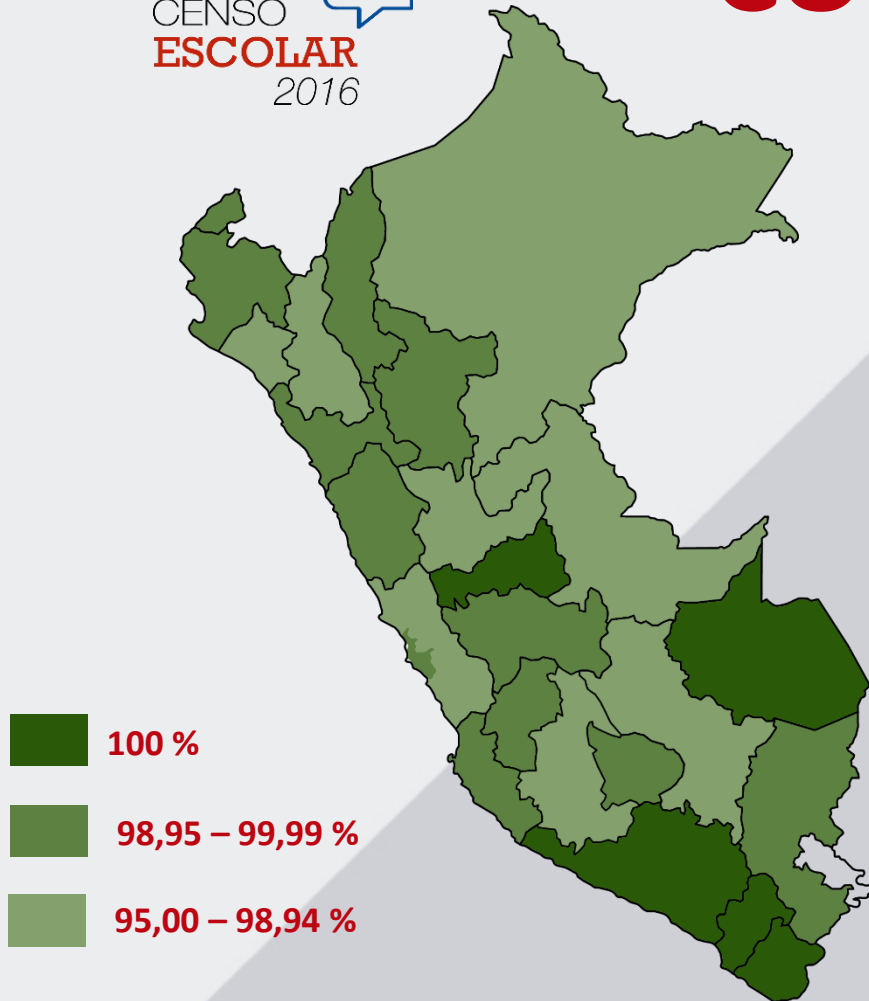 CENSO
ESCOLAR
2016
100 %
98,95 – 99,99 %
95,00 – 98,94 %